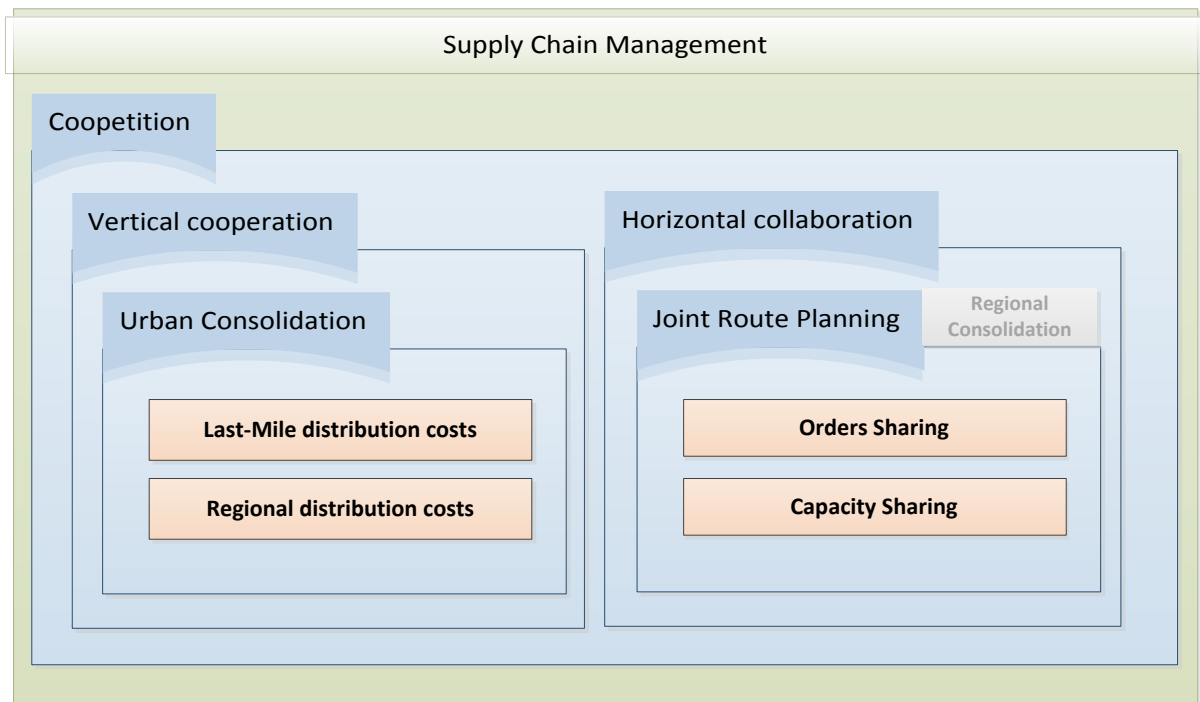 Supply Chain Management
Coopetition
Vertical cooperation
Urban Consolidation
Last-Mile distribution costs
Regional distribution costs
Horizontal collaboration
Joint Route Planning
Regional
Consolidation
Orders Sharing
Capacity Sharing